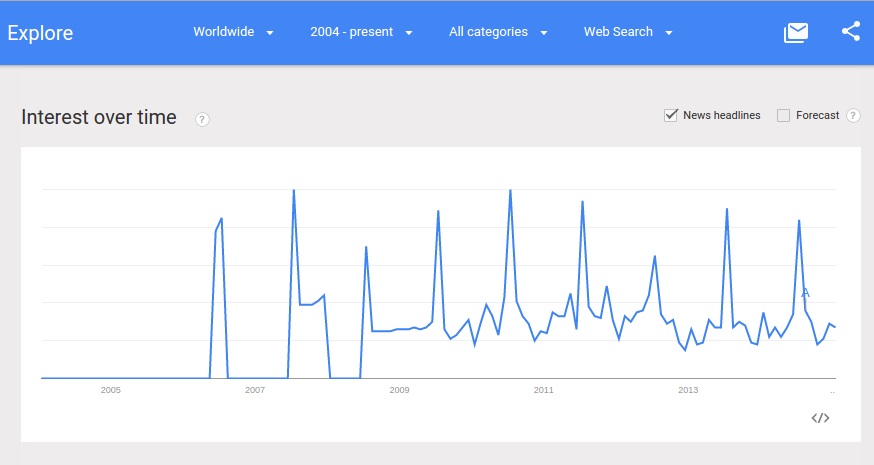 Explore Worldwide 2004 - present All categories Web Search
Interest over time ? News headlines Forecast ?
A
2005 2007 2009 2011 2013 ..
</>